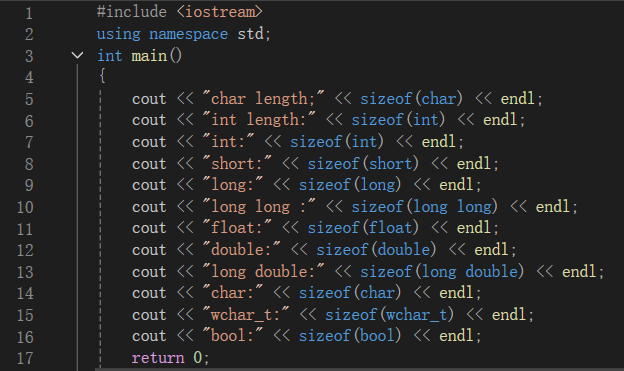 1 #include <iostream>
2 using namespace std;
3 int main()
4 {
5 cout << "char length;" << sizeof(char) << endl;
6 cout << "int length:" << sizeof(int) << endl;
7 cout << "int:" << sizeof(int) << endl;
8 cout << "short:" << sizeof(short) << endl;
9 cout << "long:" << sizeof(long) << endl;
10 cout << "long long :" << sizeof(long long) << endl;
11 cout << "float:" << sizeof(float) << endl;
12 cout << "double:" << sizeof(double) << endl;
13 cout << "long double:" << sizeof(long double) << endl;
14 cout << "char:" << sizeof(char) << endl;
15 cout << "wchar_t:" << sizeof(wchar_t) << endl;
16 cout << "bool:" << sizeof(bool) << endl;
17 return 0;